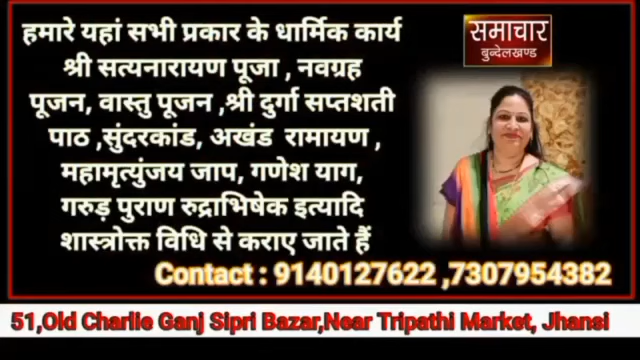 हमारे यहां सभी प्रकार के धार्मिक कार्य
श्री सत्यनारायण पूजा , नवग्रह
पूजन, वास्तु पूजन ,श्री दुर्गा सप्तशती
पाठ ,सुंदरकांड, अखंड रामायण ,
महामृत्युंजय जाप, गणेश याग,
गरुड़ पुराण रुद्राभिषेक इत्यादि
शास्त्रोक्त विधि से कराए जाते हैं
समाचार
बुन्देलखण्ड
Contact : 9140127622 ,7307954382
51,Old Charlie Ganj Sipri Bazar,Near Tripathi Market, Jhansi